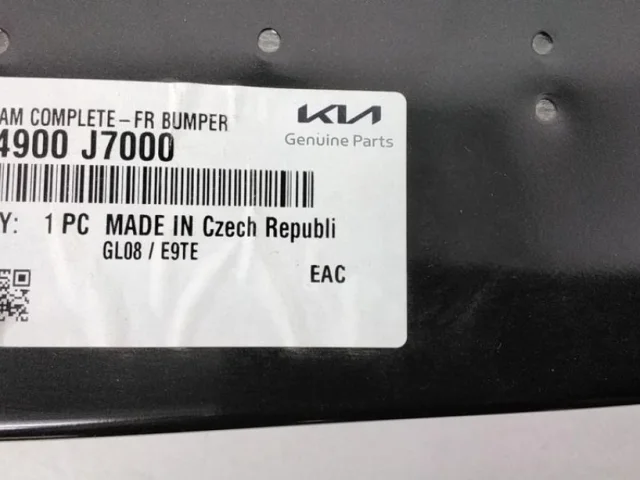 AM COMPLETE-FR BUMPER
KIA
4900 J7000
Genuine Parts
Y: 1 PC MADE IN Czech Republi
GL08 / E9TE
EAC